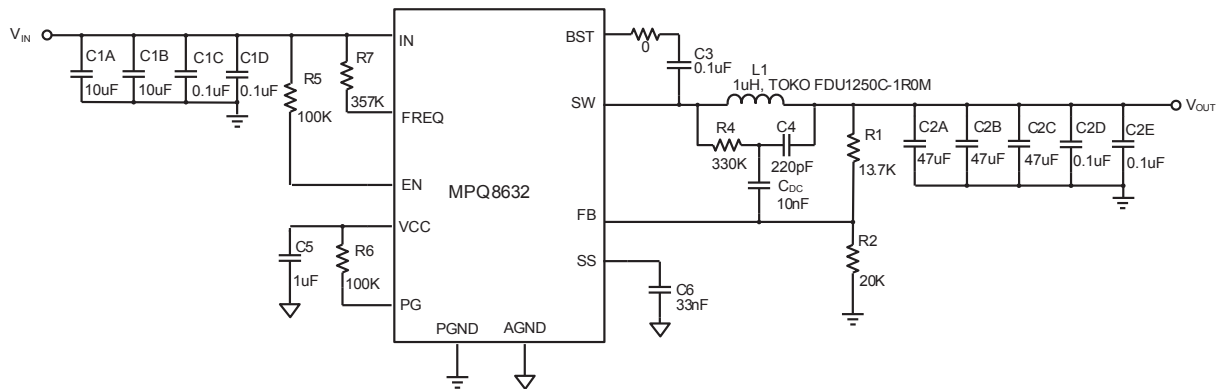 VIN
C1A
10uF
C1B
10uF
C1C
0.1uF
C1D
0.1uF
R5
100K
R7
357K
IN
FREQ
EN
VCC
PG
C5
1uF
R6
100K
MPQ8632
PGND
AGND
BST
SW
FB
SS
0
C3
0.1uF
L1
1uH, TOKO FDU1250C-1R0M
R4
330K
C4
220pF
CDC
10nF
R1
13.7K
R2
20K
C6
33nF
C2A
47uF
C2B
47uF
C2C
47uF
C2D
0.1uF
C2E
0.1uF
VOUT